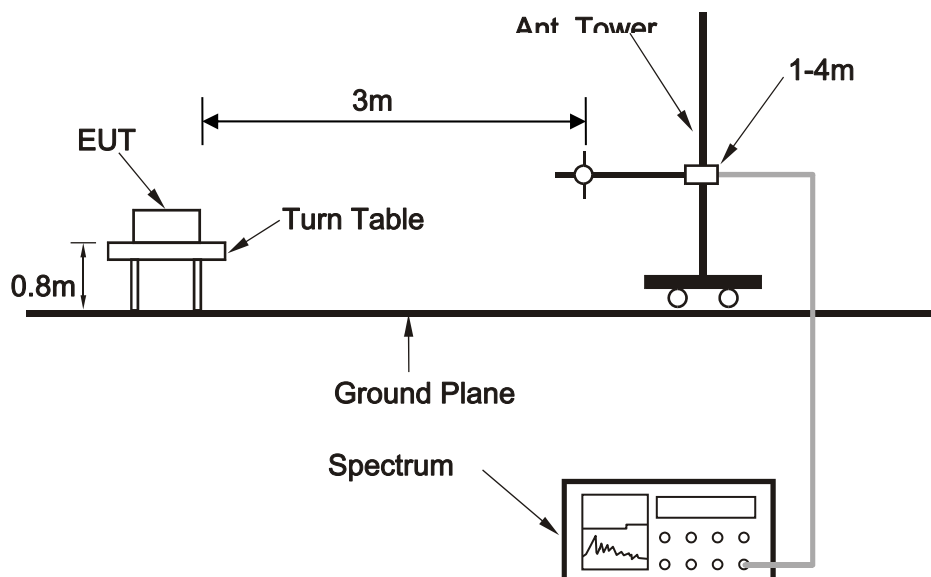 Ant. Tower
1-4m
3m
EUT
Turn Table
0.8m
Ground Plane
Spectrum